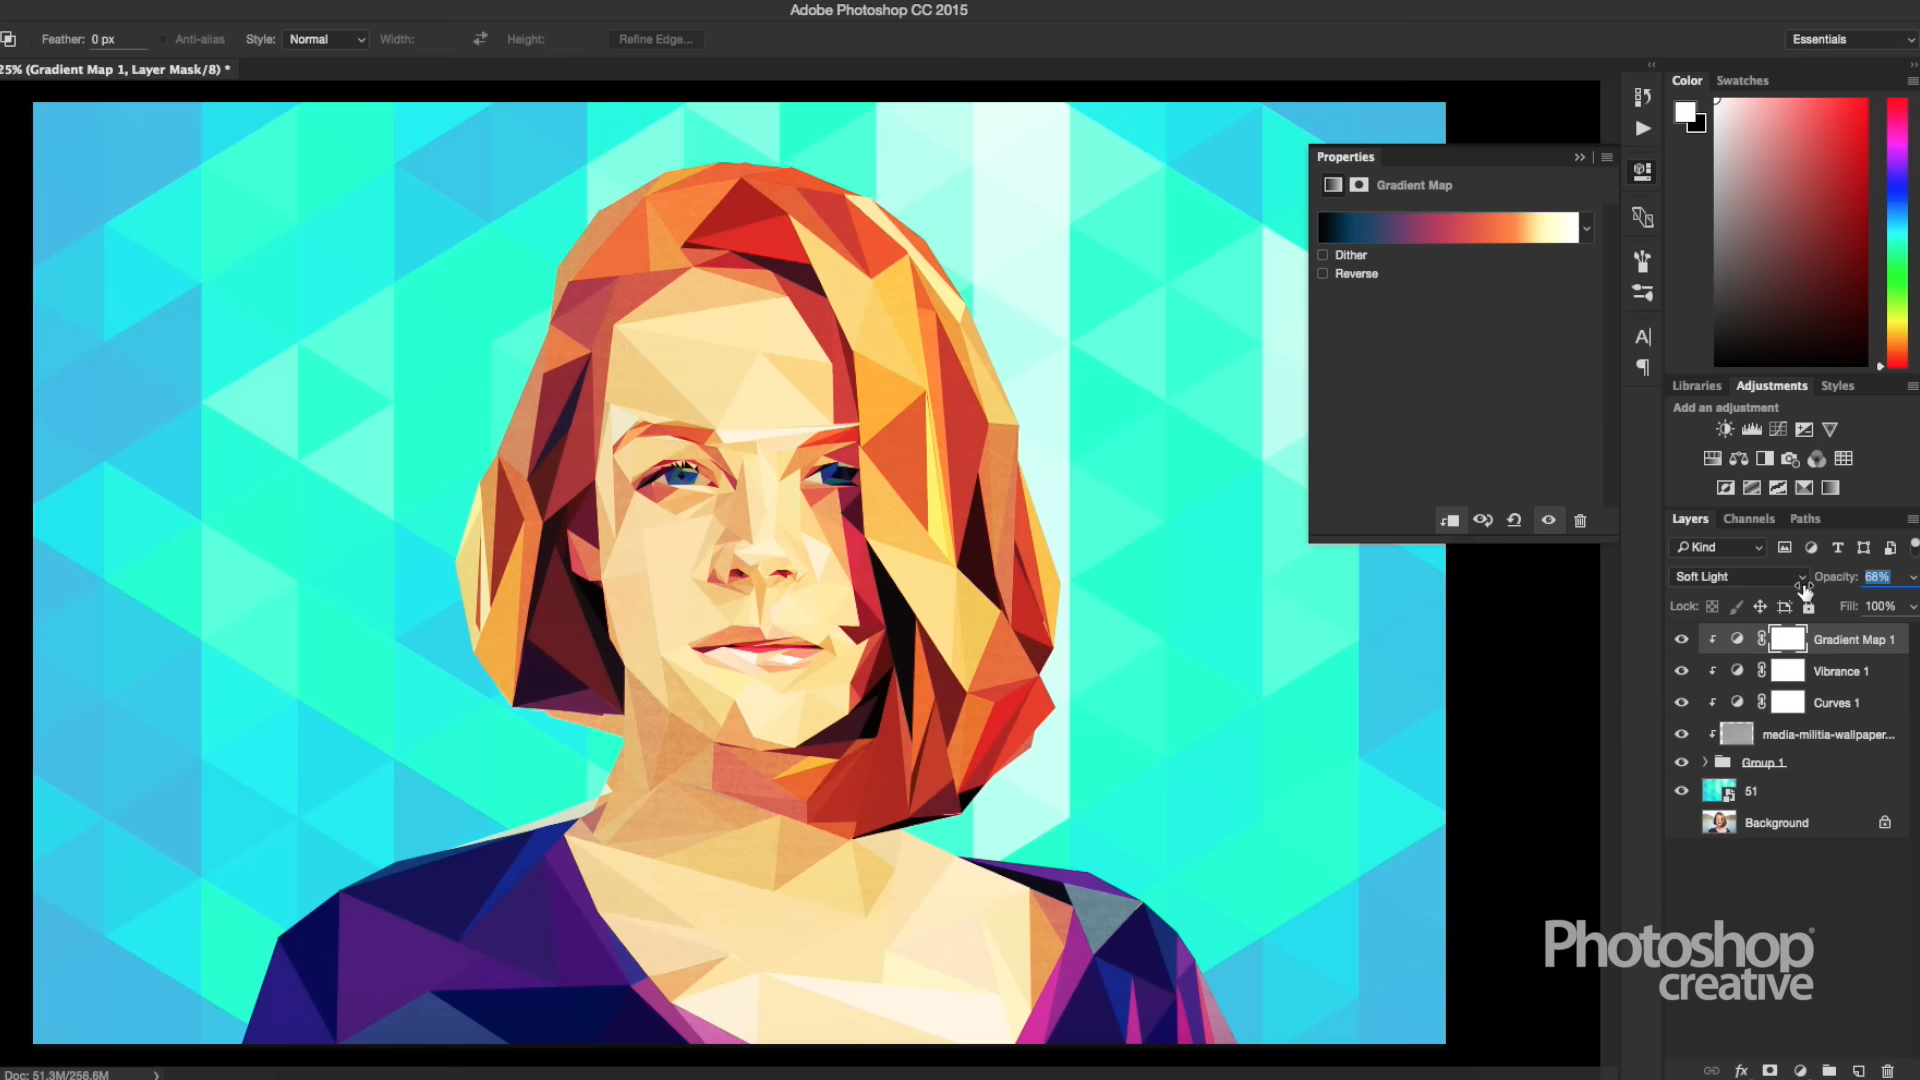 Adobe Photoshop CC 2015
Feather: 0 px Anti-alias Style: Normal Width: Height: Refine Edge... Essentials
25% (Gradient Map 1, Layer Mask/8) *
Color Swatches
Properties
Gradient Map
Dither
Reverse
Libraries Adjustments Styles
Add an adjustment
Layers Channels Paths
Kind
Soft Light Opacity: 68%
Lock: Fill: 100%
Gradient Map 1
Vibrance 1
Curves 1
media-militia-wallpaper...
Group 1
51
Background
Photoshop
creative
Doc: 51.3M/256.6M